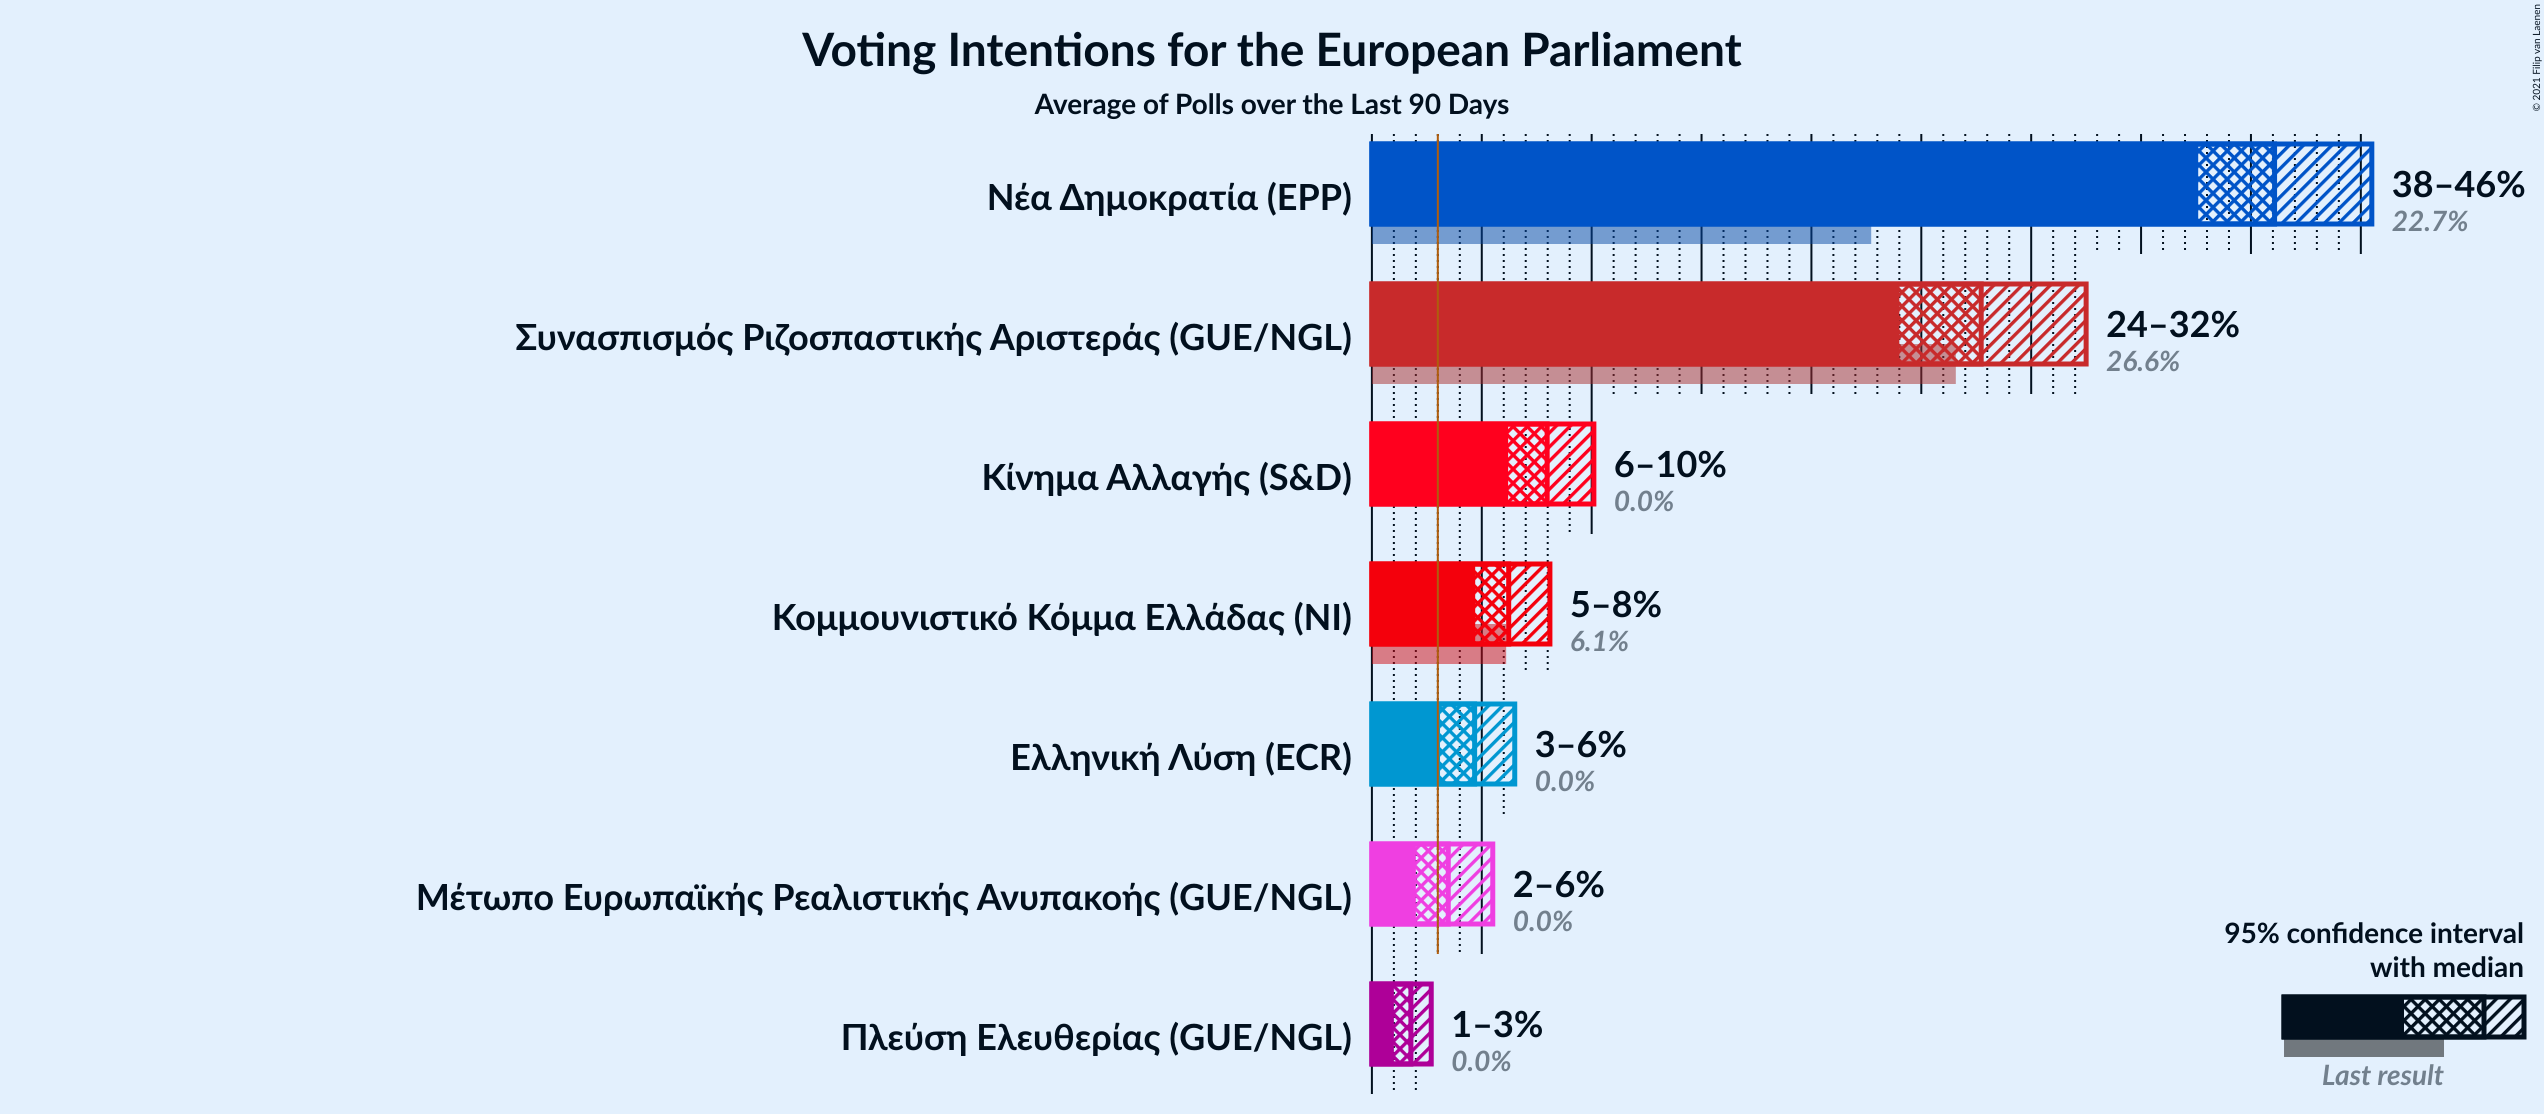 © 2021 Filip van Laenen
Voting Intentions for the European Parliament
Average of Polls over the Last 90 Days
Νέα Δημοκρατία (EPP)
38–46%
22.7%
Συνασπισμός Ριζοσπαστικής Αριστεράς (GUE/NGL)
24–32%
26.6%
Κίνημα Αλλαγής (S&D)
6–10%
0.0%
Κομμουνιστικό Κόμμα Ελλάδας (NI)
5–8%
6.1%
Ελληνική Λύση (ECR)
3–6%
0.0%
Μέτωπο Ευρωπαϊκής Ρεαλιστικής Ανυπακοής (GUE/NGL)
2–6%
0.0%
Πλεύση Ελευθερίας (GUE/NGL)
1–3%
0.0%
95% confidence interval
with median
Last result